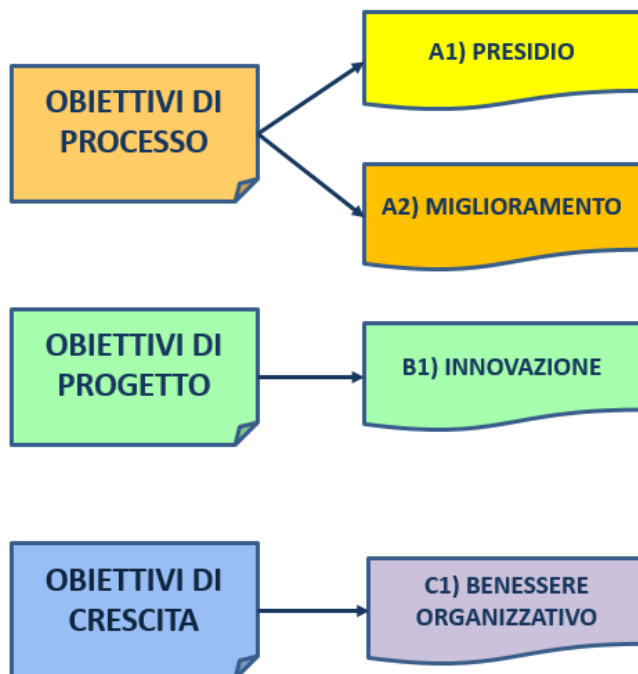 OBIETTIVI DI
PROCESSO
A1) PRESIDIO
A2) MIGLIORAMENTO
OBIETTIVI DI
PROGETTO
B1) INNOVAZIONE
OBIETTIVI DI
CRESCITA
C1) BENESSERE
ORGANIZZATIVO